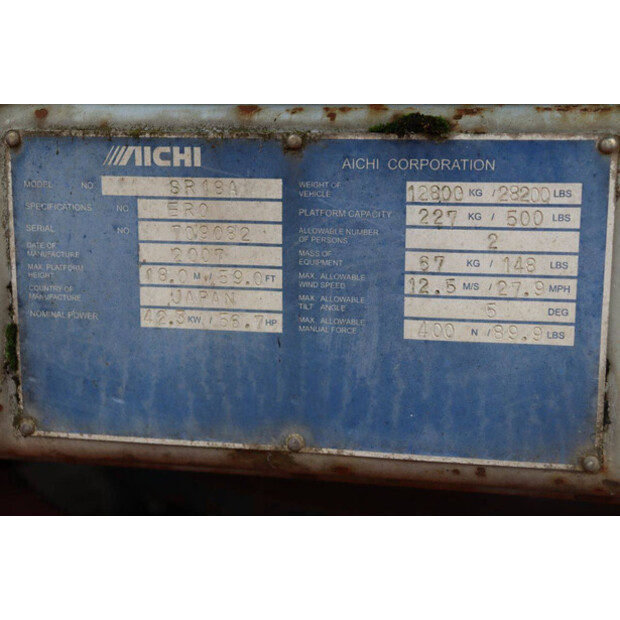 AICHI
MODEL NO SR18A
SPECIFICATIONS NO
SERIAL NO
DATE OF MANUFACTURE 2007
MAX. PLATFORM HEIGHT 18.0 M / 59.0 FT
COUNTRY OF MANUFACTURE JAPAN
NOMINAL POWER 42.3 KW / 56.7 HP
AICHI CORPORATION
WEIGHT OF VEHICLE 12800 KG / 28200 LBS
PLATFORM CAPACITY 227 KG / 500 LBS
ALLOWABLE NUMBER OF PERSONS 2
MASS OF EQUIPMENT 67 KG / 148 LBS
MAX. ALLOWABLE WIND SPEED 12.5 M/S / 27.9 MPH
MAX. ALLOWABLE TILT ANGLE 5 DEG
MAX. ALLOWABLE MANUAL FORCE 400 N / 89.9 LBS